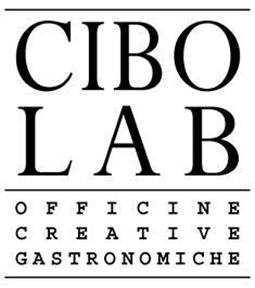 CIBO
LAB
OFFICINE
CREATIVE
GASTRONOMICHE